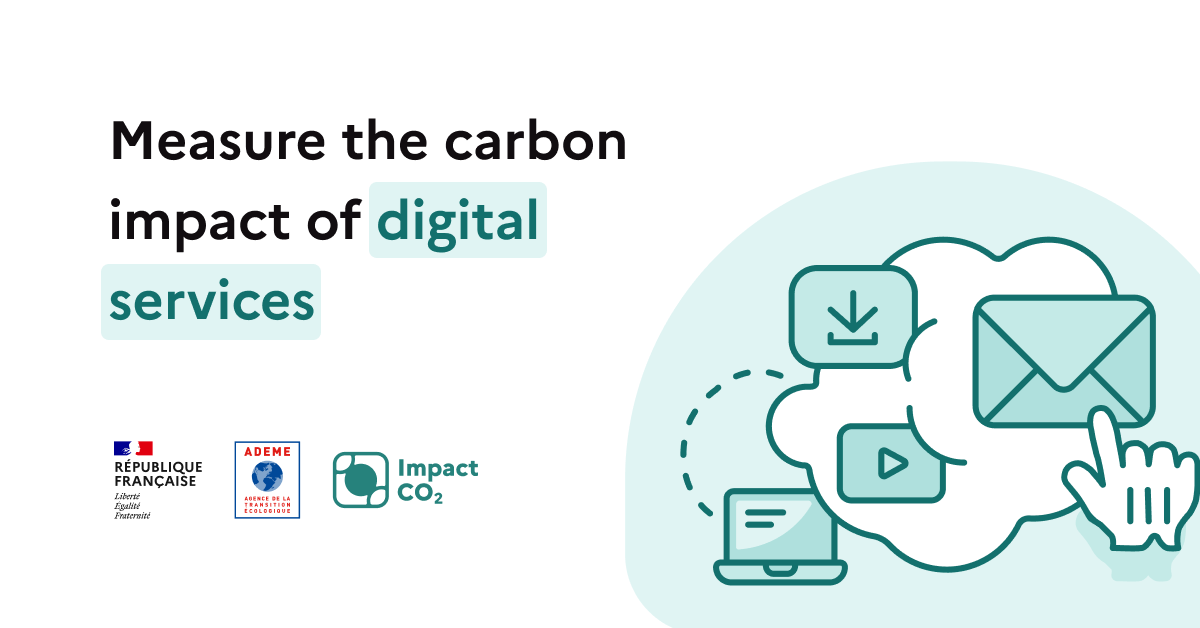 Measure the carbon
impact of digital
services
RÉPUBLIQUE
FRANÇAISE
Liberté
Égalité
Fraternité
ADEME
AGENCE DE LA
TRANSITION
ÉCOLOGIQUE
Impact
CO₂